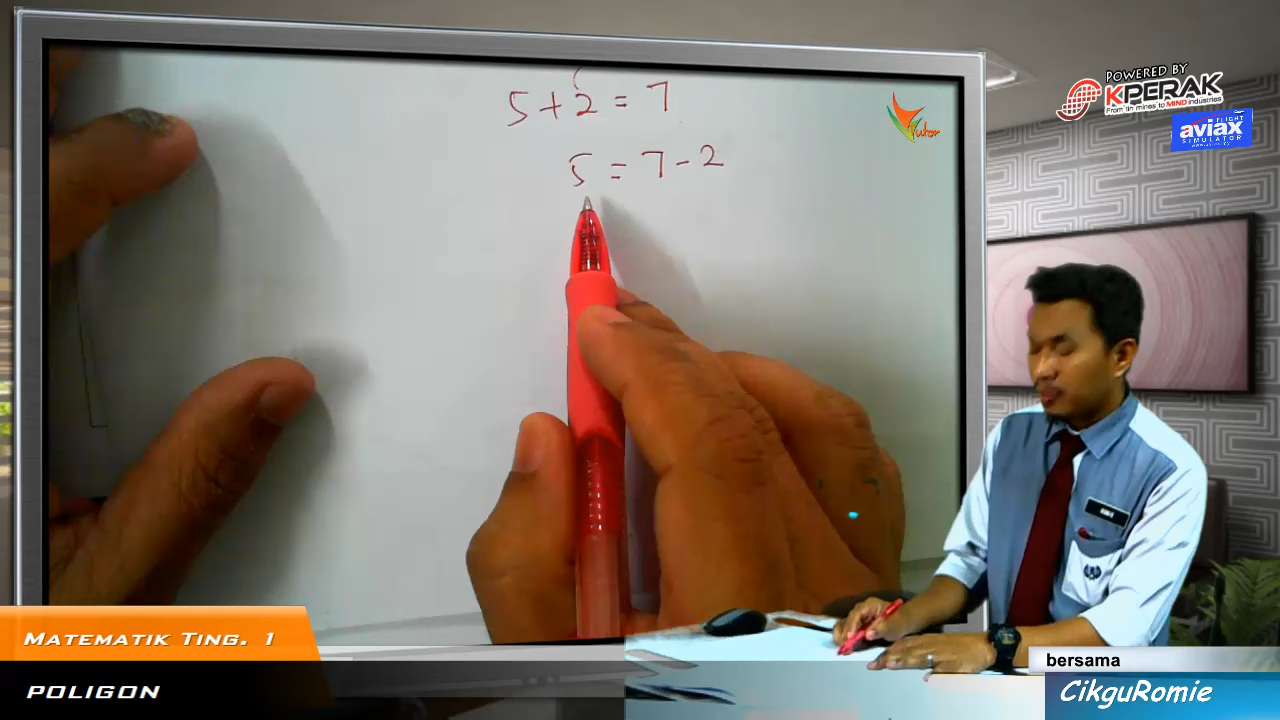 5 + 2 = 7
5 = 7 - 2
Tutor
POWERED BY
KPERAK
From 'tin mines' to MIND industries
aviax
FLIGHT
SIMULATOR
MATEMATIK TING. 1
POLIGON
bersama
CikguRomie